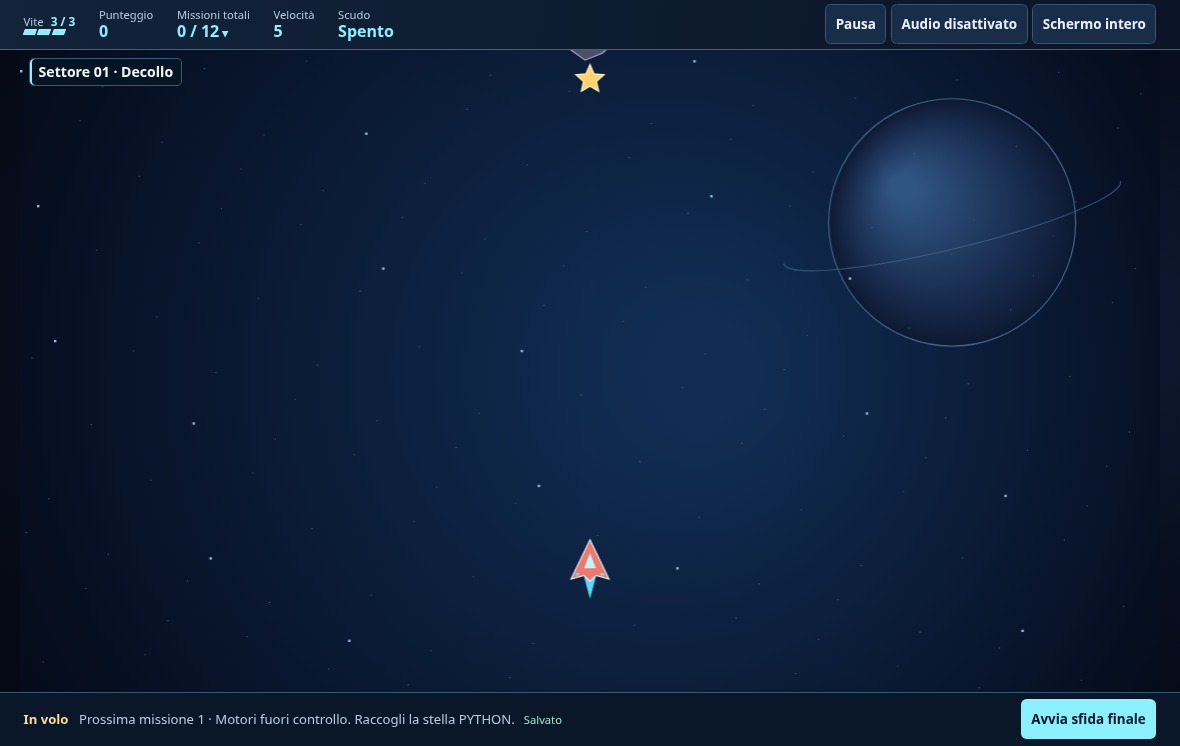 Vite 3 / 3
Punteggio
0
Missioni totali
0 / 12 ▾
Velocità
5
Scudo
Spento
Pausa
Audio disattivato
Schermo intero
Settore 01 · Decollo
In volo Prossima missione 1 · Motori fuori controllo. Raccogli la stella PYTHON. Salvato
Avvia sfida finale